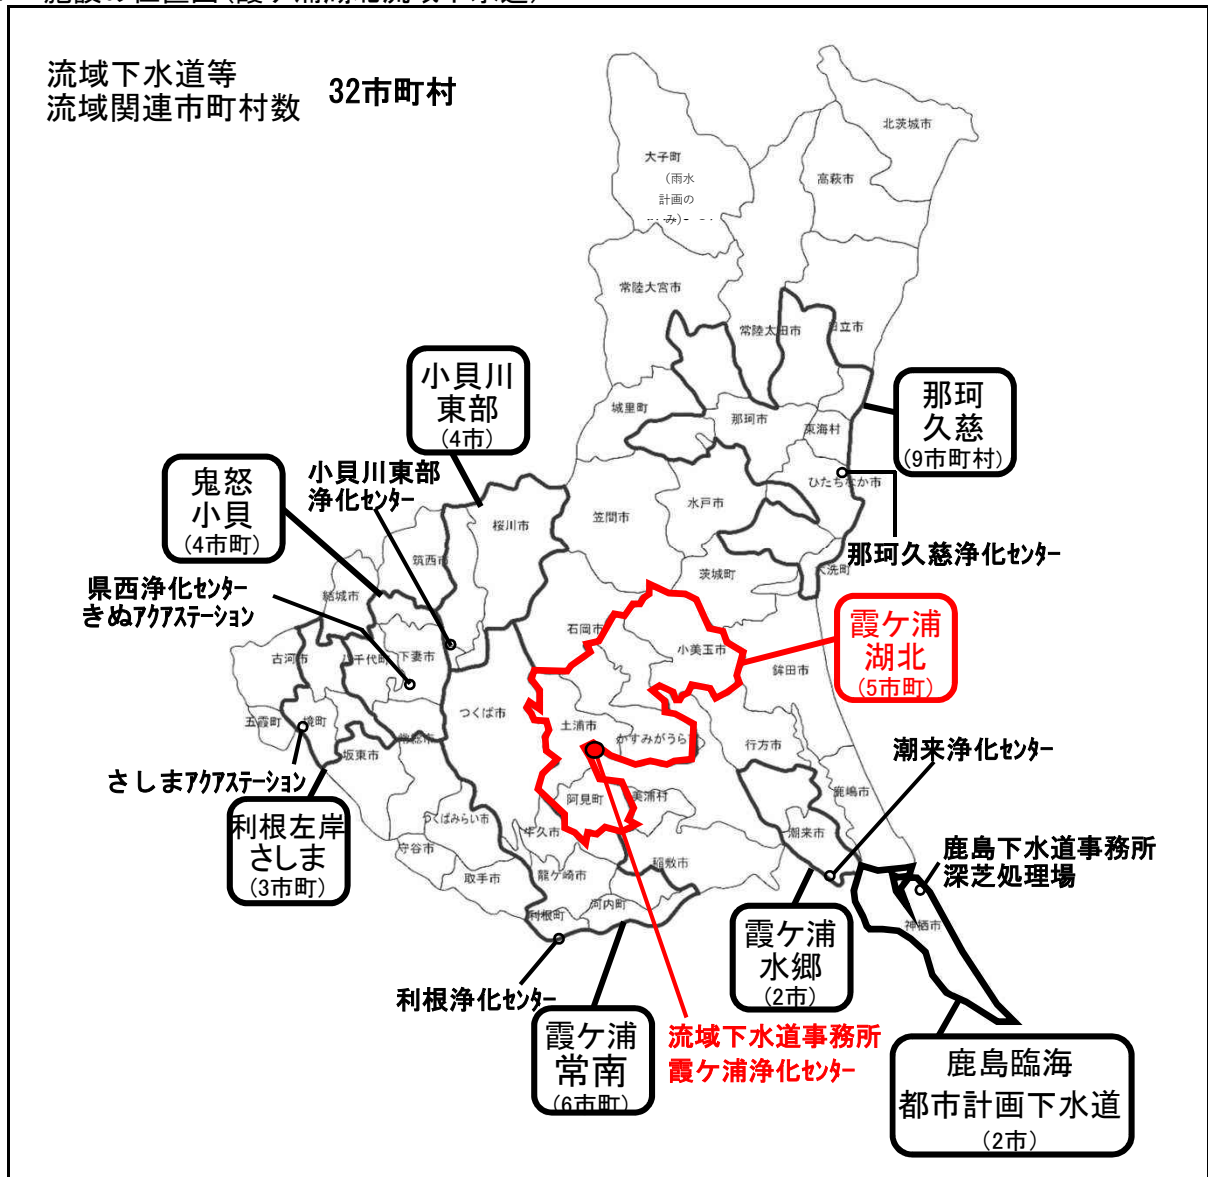 施設の位置図(霞ケ浦湖北流域下水道)
流域下水道等
流域関連市町村数
32市町村
北茨城市
大子町
(雨水
計画の
み)
高萩市
常陸大宮市
常陸太田市
日立市
小貝川
東部
(4市)
那珂
久慈
(9市町村)
城里町
那珂市
東海村
鬼怒
小貝
(4市町)
小貝川東部
浄化センター
ひたちなか市
水戸市
笠間市
桜川市
筑西市
那珂久慈浄化センター
茨城町
大洗町
県西浄化センター
きぬアクアステーション
結城市
石岡市
小美玉市
霞ケ浦
湖北
(5市町)
古河市
八千代町
下妻市
鉾田市
五霞町
境町
つくば市
土浦市
かすみがうら
行方市
坂東市
常総市
潮来浄化センター
さしまアクアステーション
阿見町
美浦村
鹿嶋市
利根左岸
さしま
(3市町)
つくばみらい市
牛久市
潮来市
守谷市
取手市
龍ケ崎市
稲敷市
鹿島下水道事務所
深芝処理場
利根町
河内町
神栖市
霞ケ浦
水郷
(2市)
利根浄化センター
霞ケ浦
常南
(6市町)
流域下水道事務所
霞ケ浦浄化センター
鹿島臨海
都市計画下水道
(2市)